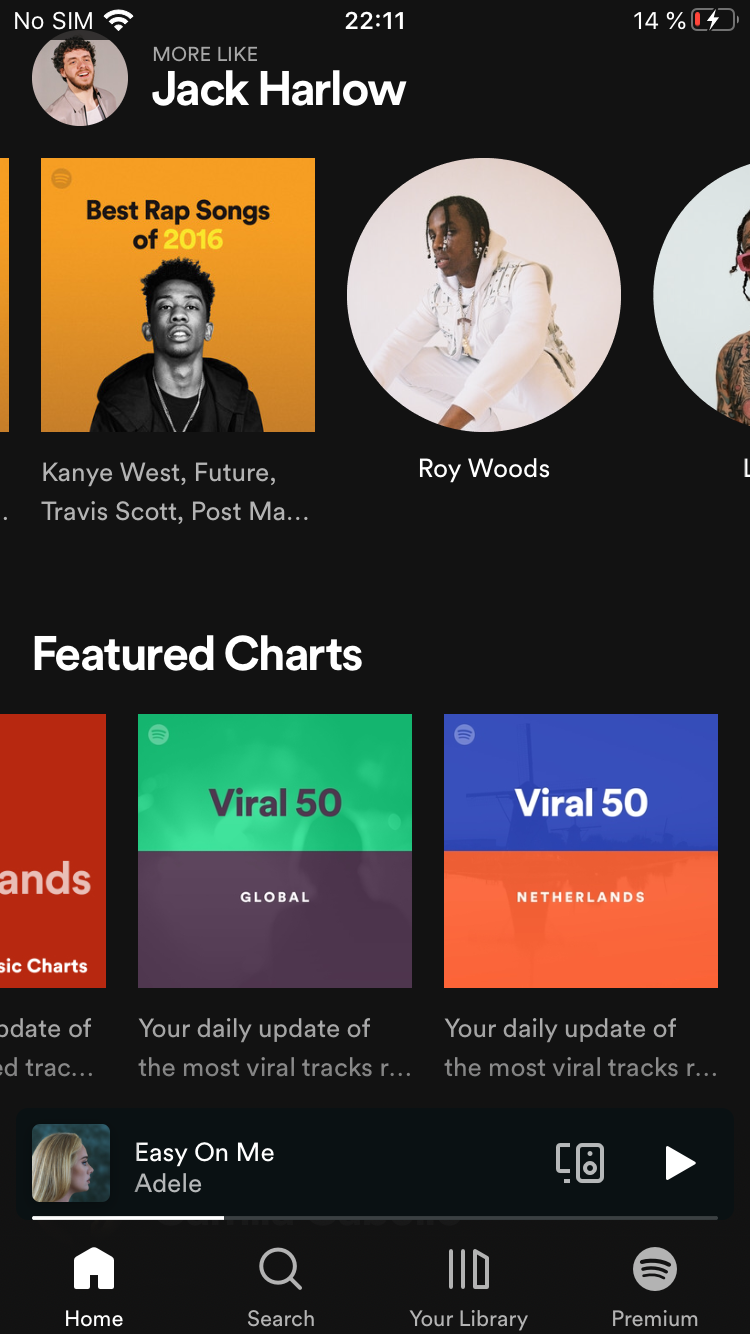 No SIM 22:11 14 %
MORE LIKE
Jack Harlow
Best Rap Songs
of 2016
Kanye West, Future,
. Travis Scott, Post Ma...
Roy Woods
L
Featured Charts
ands
sic Charts
pdate of
ed trac...
Viral 50
GLOBAL
Your daily update of
the most viral tracks r...
Viral 50
NETHERLANDS
Your daily update of
the most viral tracks r...
Easy On Me
Adele
Home Search Your Library Premium